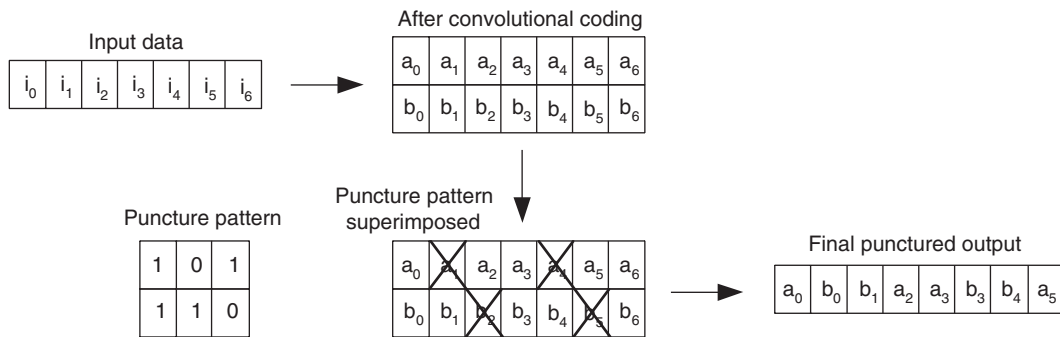 After convolutional coding
Input data
i₀ i₁ i₂ i₃ i₄ i₅ i₆
a₀ a₁ a₂ a₃ a₄ a₅ a₆
b₀ b₁ b₂ b₃ b₄ b₅ b₆
Puncture pattern
1 0 1
1 1 0
Puncture pattern
superimposed
a₀ a₁ a₂ a₃ a₄ a₅ a₆
b₀ b₁ b₂ b₃ b₄ b₅ b₆
Final punctured output
a₀ b₀ b₁ a₂ a₃ b₃ b₄ a₅